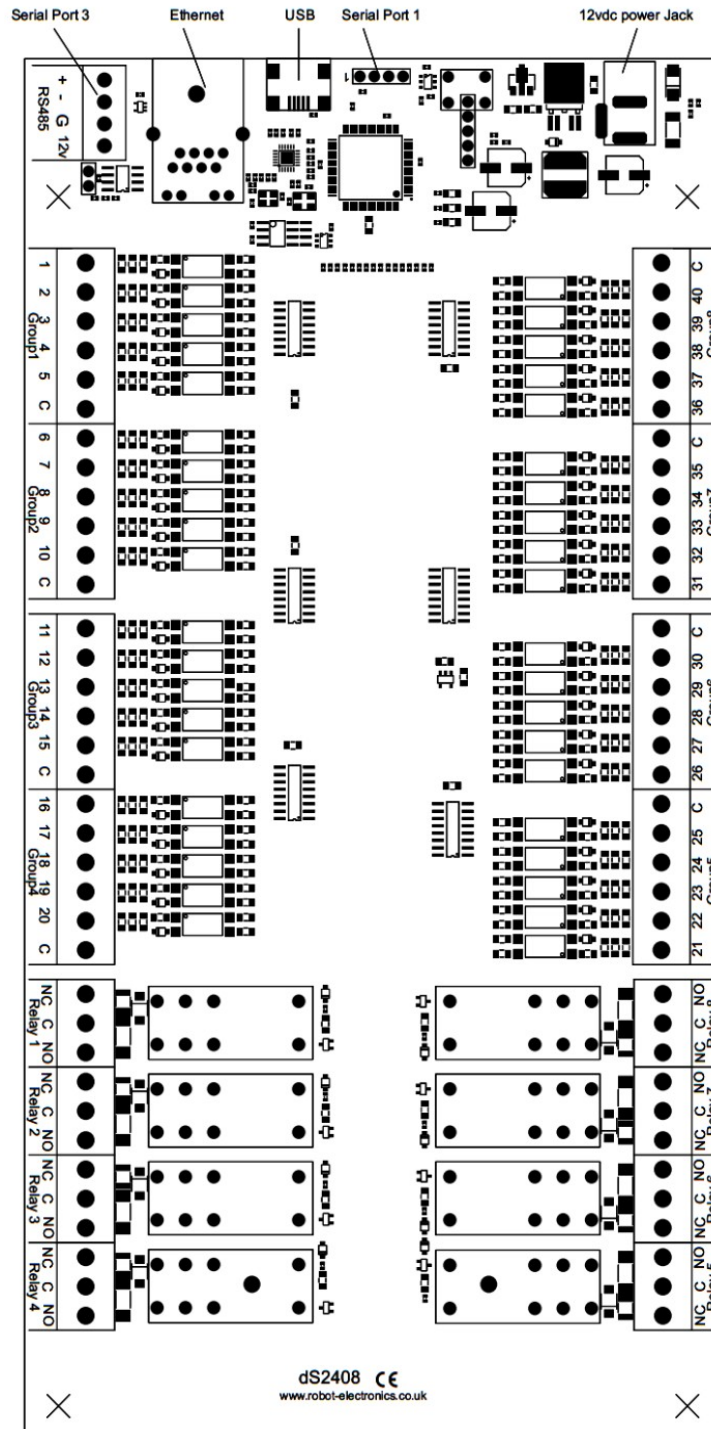 Serial Port 3
Ethernet
USB
Serial Port 1
12vdc power Jack
+ - G 12v
RS485
1
1
2
3
4
5
C
Group1
6
7
8
9
10
C
Group2
11
12
13
14
15
C
Group3
16
17
18
19
20
C
Group4
NC C NO
Relay 1
NC C NO
Relay 2
NC C NO
Relay 3
NC C NO
Relay 4
C
40
39
38
37
36
C
35
34
33
32
31
C
30
29
28
27
26
C
25
24
23
22
21
NC C NO
NC C NO
NC C NO
NC C NO
dS2408 CE
www.robot-electronics.co.uk